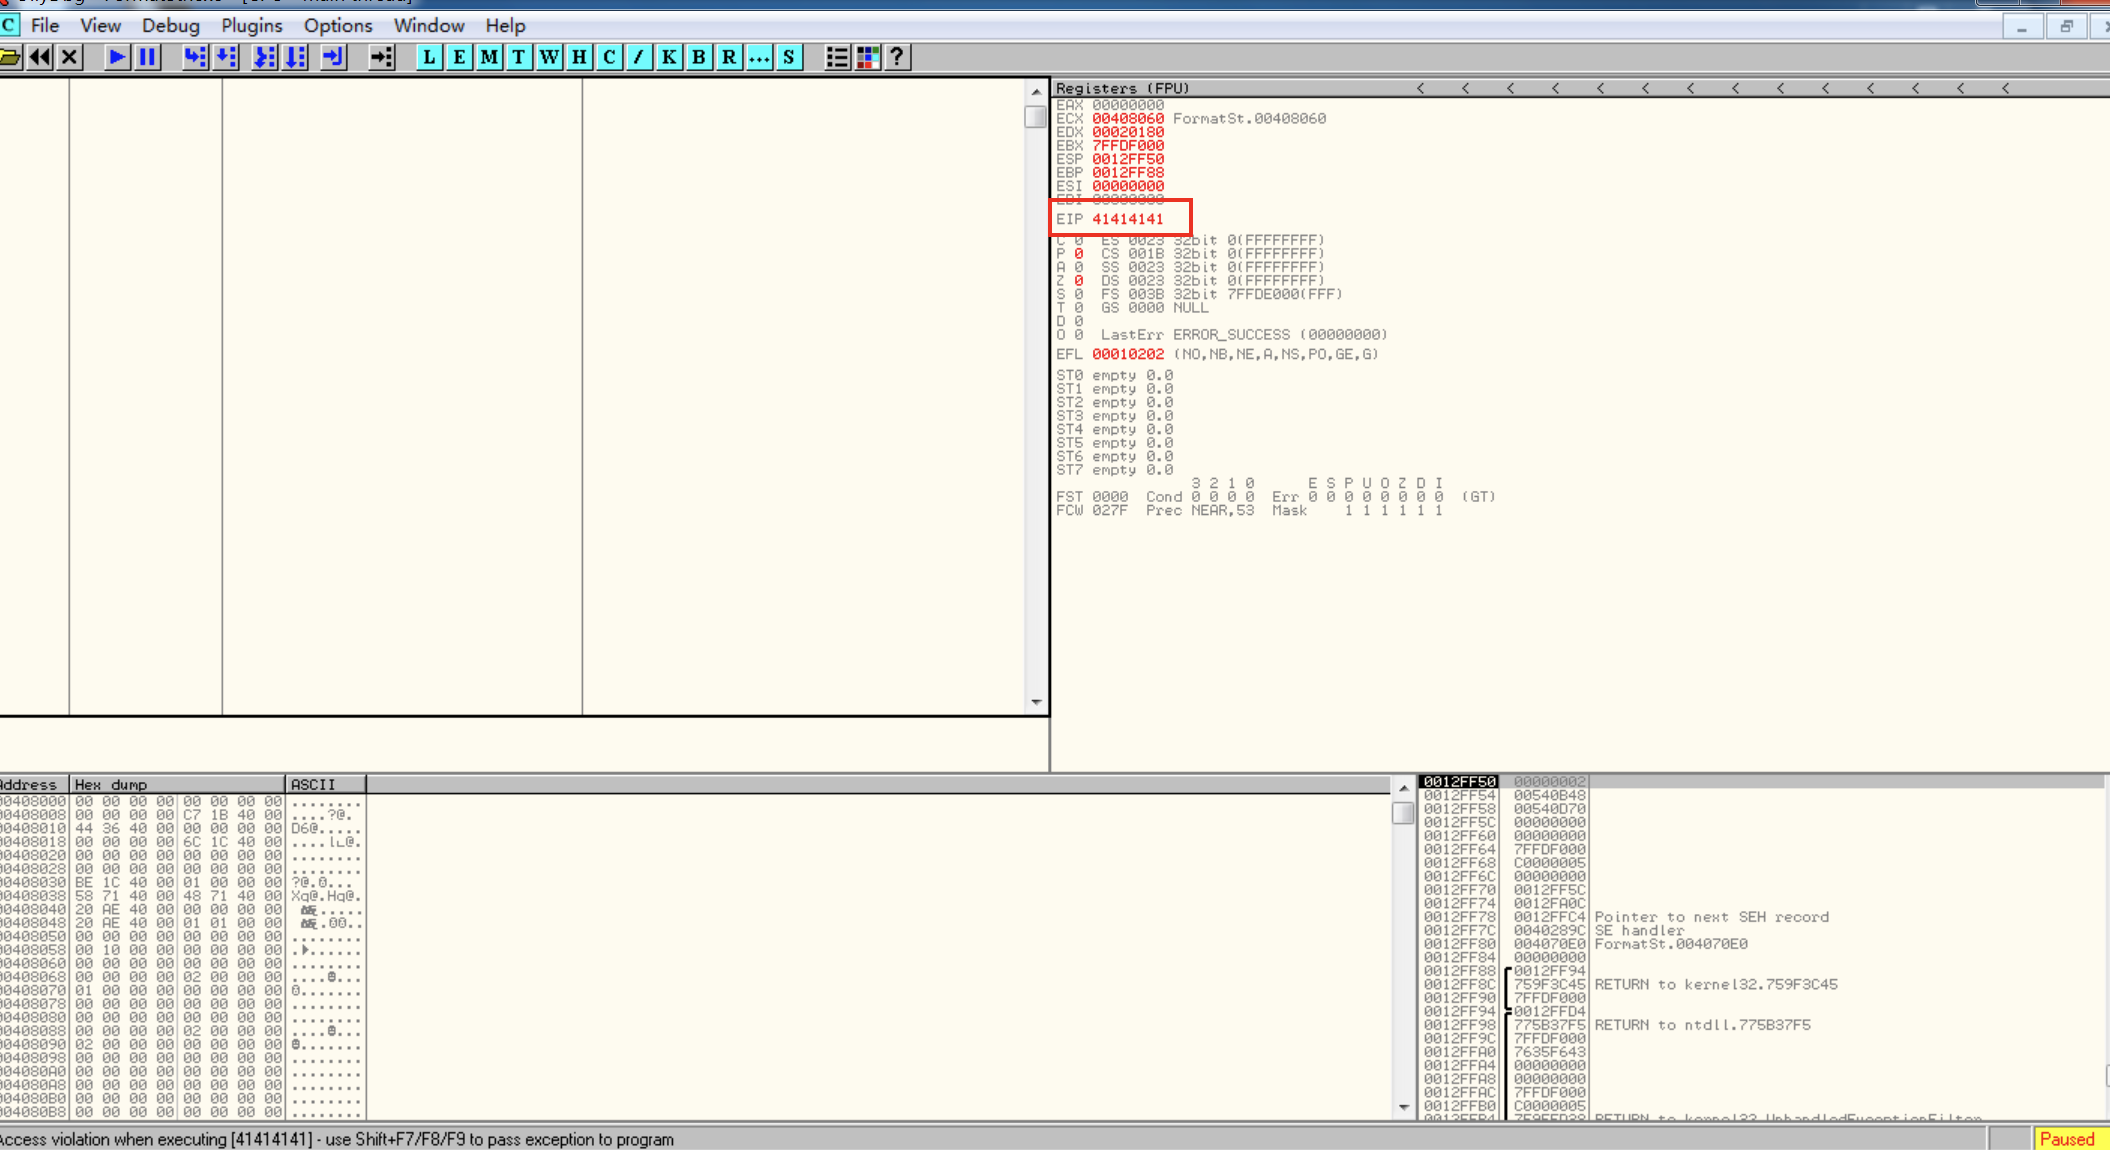 C File View Debug Plugins Options Window Help
L E M T W H C / K B R ... S ?
Registers (FPU) < < < < < < < < < < < < < <
EAX 00000000
ECX 00408060 FormatSt.00408060
EDX 00020180
EBX 7FFDF000
ESP 0012FF50
EBP 0012FF88
ESI 00000000
EDI 00000000
EIP 41414141
C 0 ES 0023 32bit 0(FFFFFFFF)
P 0 CS 001B 32bit 0(FFFFFFFF)
A 0 SS 0023 32bit 0(FFFFFFFF)
Z 0 DS 0023 32bit 0(FFFFFFFF)
S 0 FS 003B 32bit 7FFDE000(FFF)
T 0 GS 0000 NULL
D 0
O 0 LastErr ERROR_SUCCESS (00000000)
EFL 00010202 (NO,NB,NE,A,NS,PO,GE,G)
ST0 empty 0.0
ST1 empty 0.0
ST2 empty 0.0
ST3 empty 0.0
ST4 empty 0.0
ST5 empty 0.0
ST6 empty 0.0
ST7 empty 0.0
3 2 1 0 E S P U O Z D I
FST 0000 Cond 0 0 0 0 Err 0 0 0 0 0 0 0 0 (GT)
FCW 027F Prec NEAR,53 Mask 1 1 1 1 1 1
Address Hex dump ASCII
00408000 00 00 00 00 00 00 00 00 ........
00408008 00 00 00 00 C7 1B 40 00 ....?@.
00408010 44 36 40 00 00 00 00 00 D6@.....
00408018 00 00 00 00 6C 1C 40 00 ....l∟@.
00408020 00 00 00 00 00 00 00 00 ........
00408028 00 00 00 00 00 00 00 00 ........
00408030 BE 1C 40 00 01 00 00 00 ?@.☺...
00408038 58 71 40 00 48 71 40 00 Xq@.Hq@.
00408040 20 AE 40 00 00 00 00 00 .....
00408048 20 AE 40 00 01 01 00 00 .☺☺..
00408050 00 00 00 00 00 00 00 00 ........
00408058 00 10 00 00 00 00 00 00 .►......
00408060 00 00 00 00 00 00 00 00 ........
00408068 00 00 00 00 02 00 00 00 ....☻...
00408070 01 00 00 00 00 00 00 00 ☺.......
00408078 00 00 00 00 00 00 00 00 ........
00408080 00 00 00 00 00 00 00 00 ........
00408088 00 00 00 00 02 00 00 00 ....☻...
00408090 02 00 00 00 00 00 00 00 ☻.......
00408098 00 00 00 00 00 00 00 00 ........
004080A0 00 00 00 00 00 00 00 00 ........
004080A8 00 00 00 00 00 00 00 00 ........
004080B0 00 00 00 00 00 00 00 00 ........
004080B8 00 00 00 00 00 00 00 00 ........
0012FF50 00000002
0012FF54 00540B48
0012FF58 00540D70
0012FF5C 00000000
0012FF60 00000000
0012FF64 7FFDF000
0012FF68 C0000005
0012FF6C 00000000
0012FF70 0012FF5C
0012FF74 0012FA0C
0012FF78 0012FFC4 Pointer to next SEH record
0012FF7C 0040289C SE handler
0012FF80 004070E0 FormatSt.004070E0
0012FF84 00000000
0012FF88 0012FF94
0012FF8C 759F3C45 RETURN to kernel32.759F3C45
0012FF90 7FFDF000
0012FF94 0012FFD4
0012FF98 775B37F5 RETURN to ntdll.775B37F5
0012FF9C 7FFDF000
0012FFA0 7635F643
0012FFA4 00000000
0012FFA8 00000000
0012FFAC 7FFDF000
0012FFB0 C0000005
RETURN to kernel32.UnhandledExceptionFilter
Access violation when executing [41414141] - use Shift+F7/F8/F9 to pass exception to program Paused